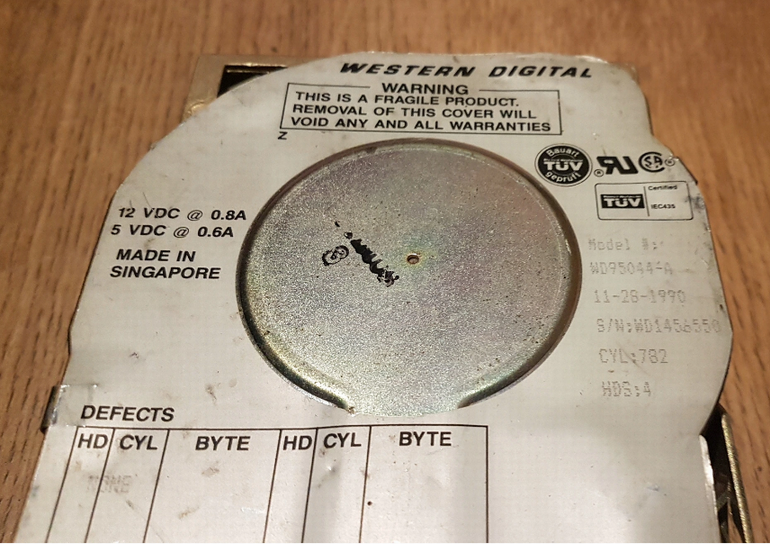 WESTERN DIGITAL
WARNING
THIS IS A FRAGILE PRODUCT.
REMOVAL OF THIS COVER WILL
VOID ANY AND ALL WARRANTIES
Z
Bauart
TÜV
geprüft
TÜV Certified
IEC435
12 VDC @ 0.8A
5 VDC @ 0.6A
MADE IN
SINGAPORE
Model #:
WD95044-A
11-28-1990
S/N:WD1456550
CYL:782
HDS:4
DEFECTS
HD CYL BYTE HD CYL BYTE
NONE